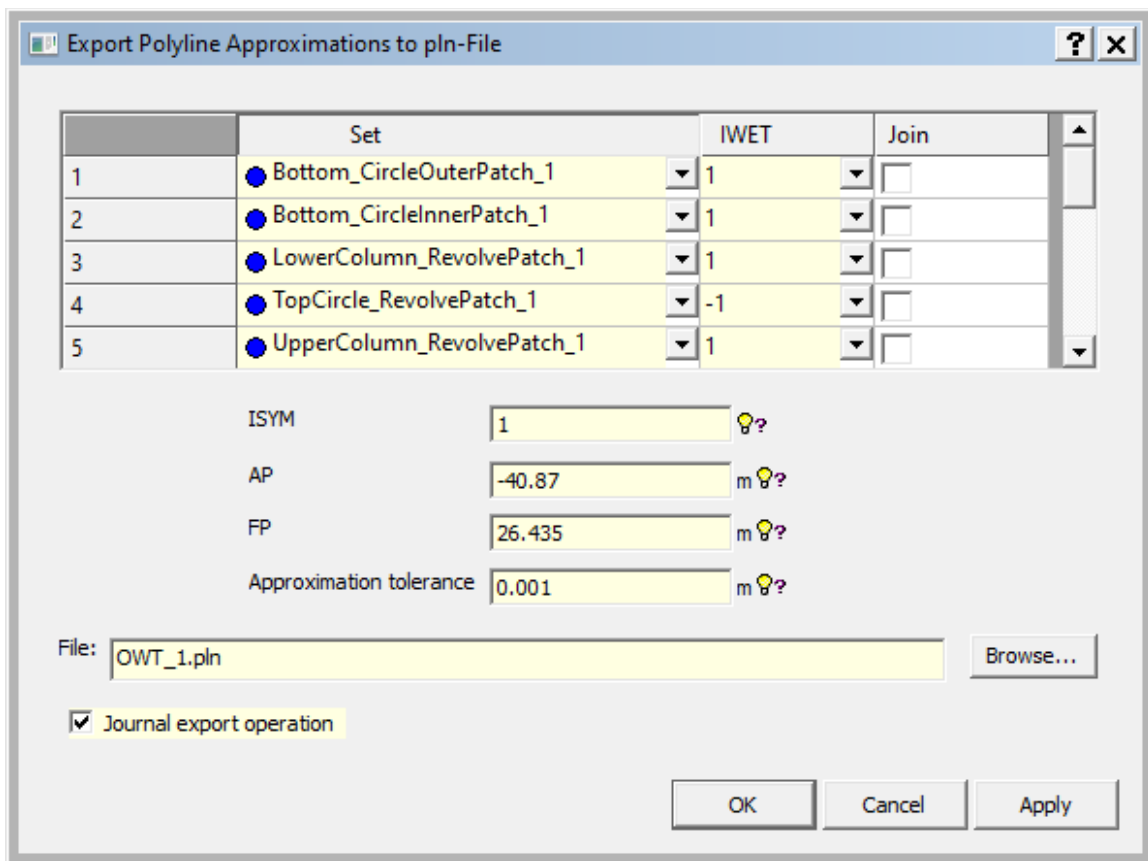 Export Polyline Approximations to pln-File
Set IWET Join
1 Bottom_CircleOuterPatch_1 1
2 Bottom_CircleInnerPatch_1 1
3 LowerColumn_RevolvePatch_1 1
4 TopCircle_RevolvePatch_1 -1
5 UpperColumn_RevolvePatch_1 1
ISYM 1 ?
AP -40.87 m ?
FP 26.435 m ?
Approximation tolerance 0.001 m ?
File: OWT_1.pln Browse...
Journal export operation
OK Cancel Apply